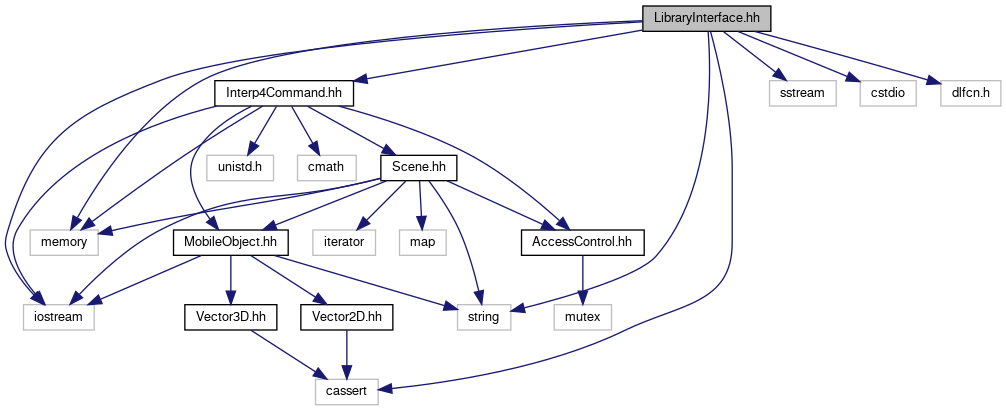 LibraryInterface.hh
Interp4Command.hh
sstream
cstdio
dlfcn.h
unistd.h
cmath
Scene.hh
memory
MobileObject.hh
iterator
map
AccessControl.hh
iostream
Vector3D.hh
Vector2D.hh
string
mutex
cassert